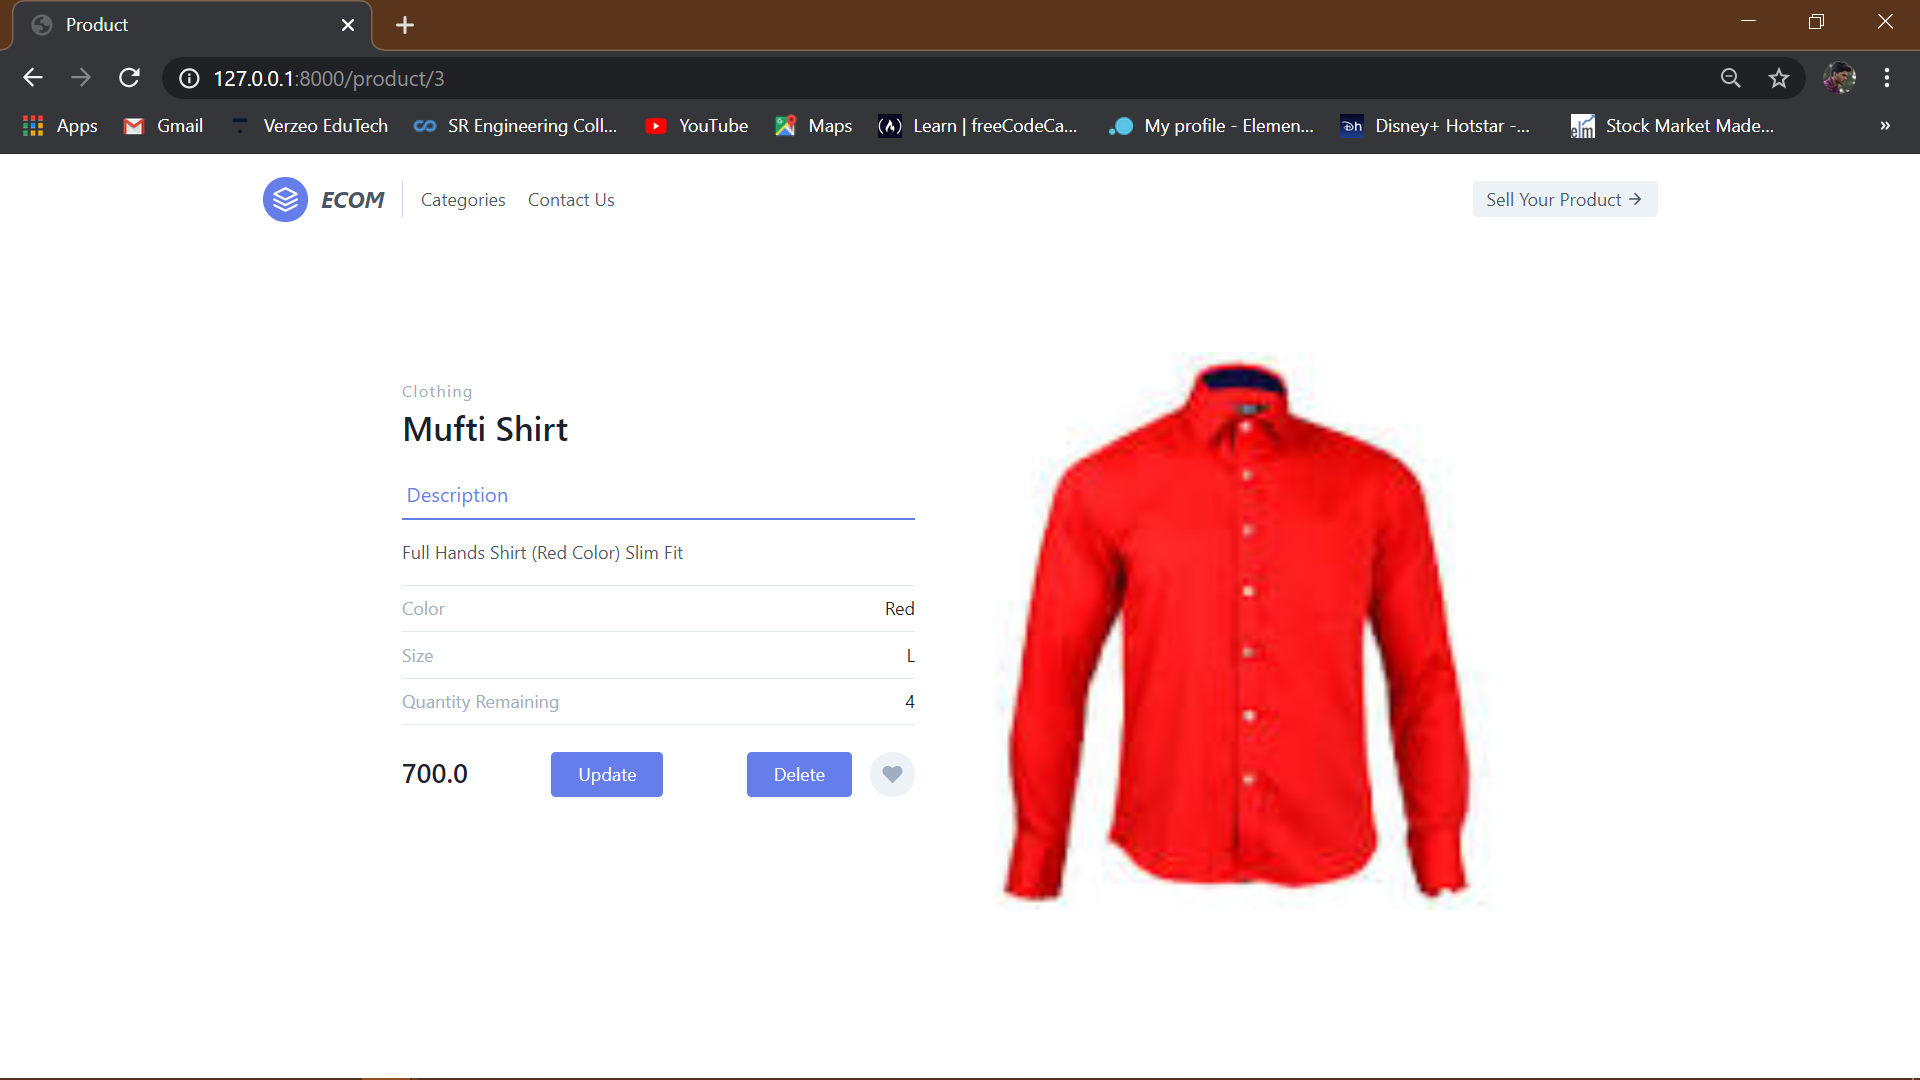 Product
127.0.0.1:8000/product/3
Apps Gmail Verzeo EduTech SR Engineering Coll... YouTube Maps Learn | freeCodeCa... My profile - Elemen... Disney+ Hotstar -... Stock Market Made... »
ECOM Categories Contact Us Sell Your Product →
Clothing
Mufti Shirt
Description
Full Hands Shirt (Red Color) Slim Fit
Color Red
Size L
Quantity Remaining 4
700.0 Update Delete